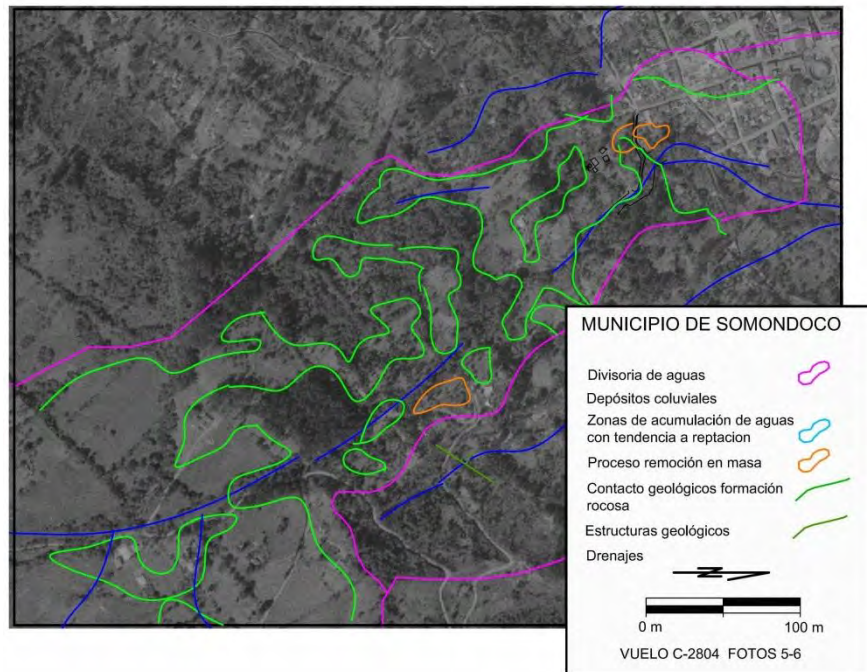 MUNICIPIO DE SOMONDOCO
Divisoria de aguas
Depósitos coluviales
Zonas de acumulación de aguas
con tendencia a reptacion
Proceso remoción en masa
Contacto geológicos formación
rocosa
Estructuras geológicos
Drenajes
N
0 m 100 m
VUELO C-2804 FOTOS 5-6